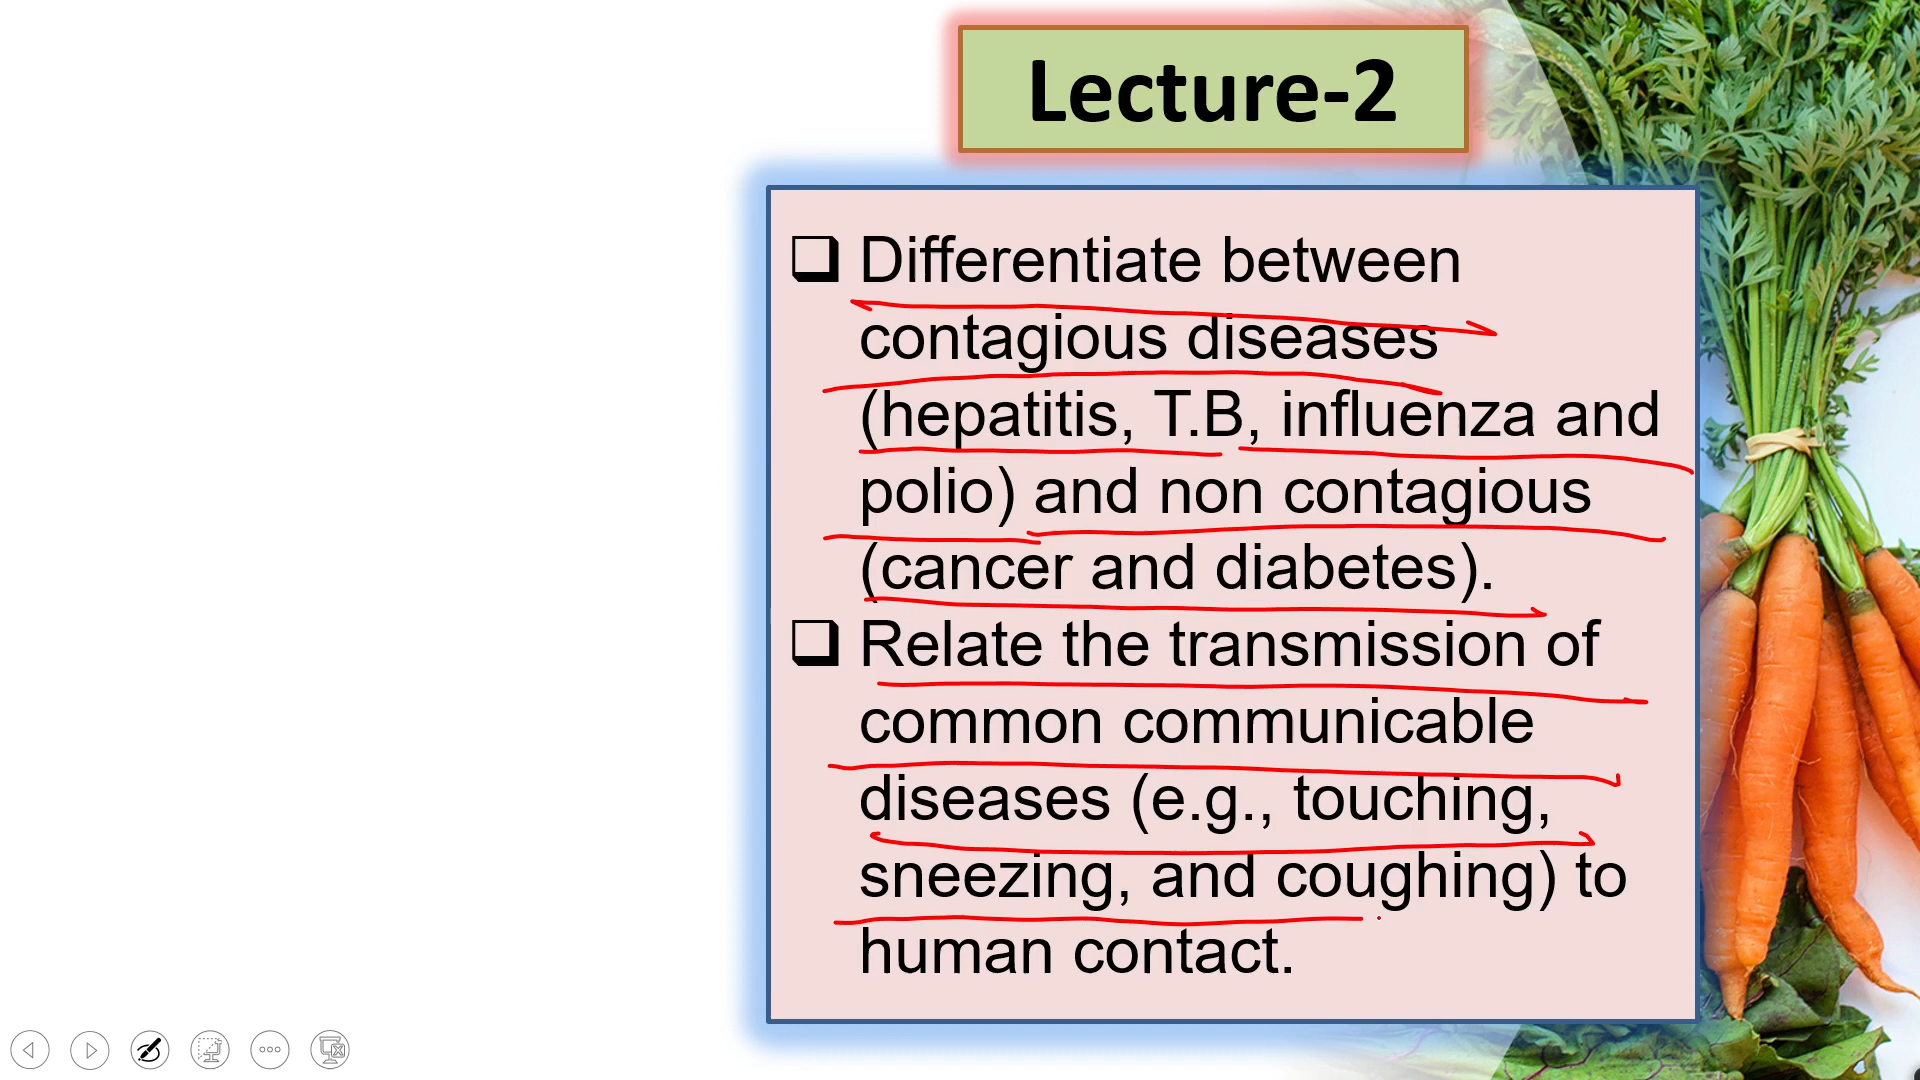 Lecture-2
Differentiate between
contagious diseases
(hepatitis, T.B, influenza and
polio) and non contagious
(cancer and diabetes).
Relate the transmission of
common communicable
diseases (e.g., touching,
sneezing, and coughing) to
human contact.